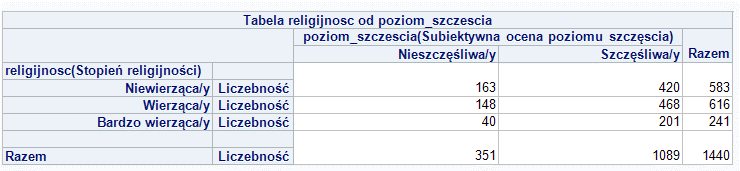 Tabela religijnosc od poziom_szczescia
poziom_szczescia(Subiektywna ocena poziomu szczęscia)
Nieszczęśliwa/y Szczęśliwa/y Razem
religijnosc(Stopień religijności)
Niewierząca/y Liczebność 163 420 583
Wierząca/y Liczebność 148 468 616
Bardzo wierząca/y Liczebność 40 201 241
Razem Liczebność 351 1089 1440